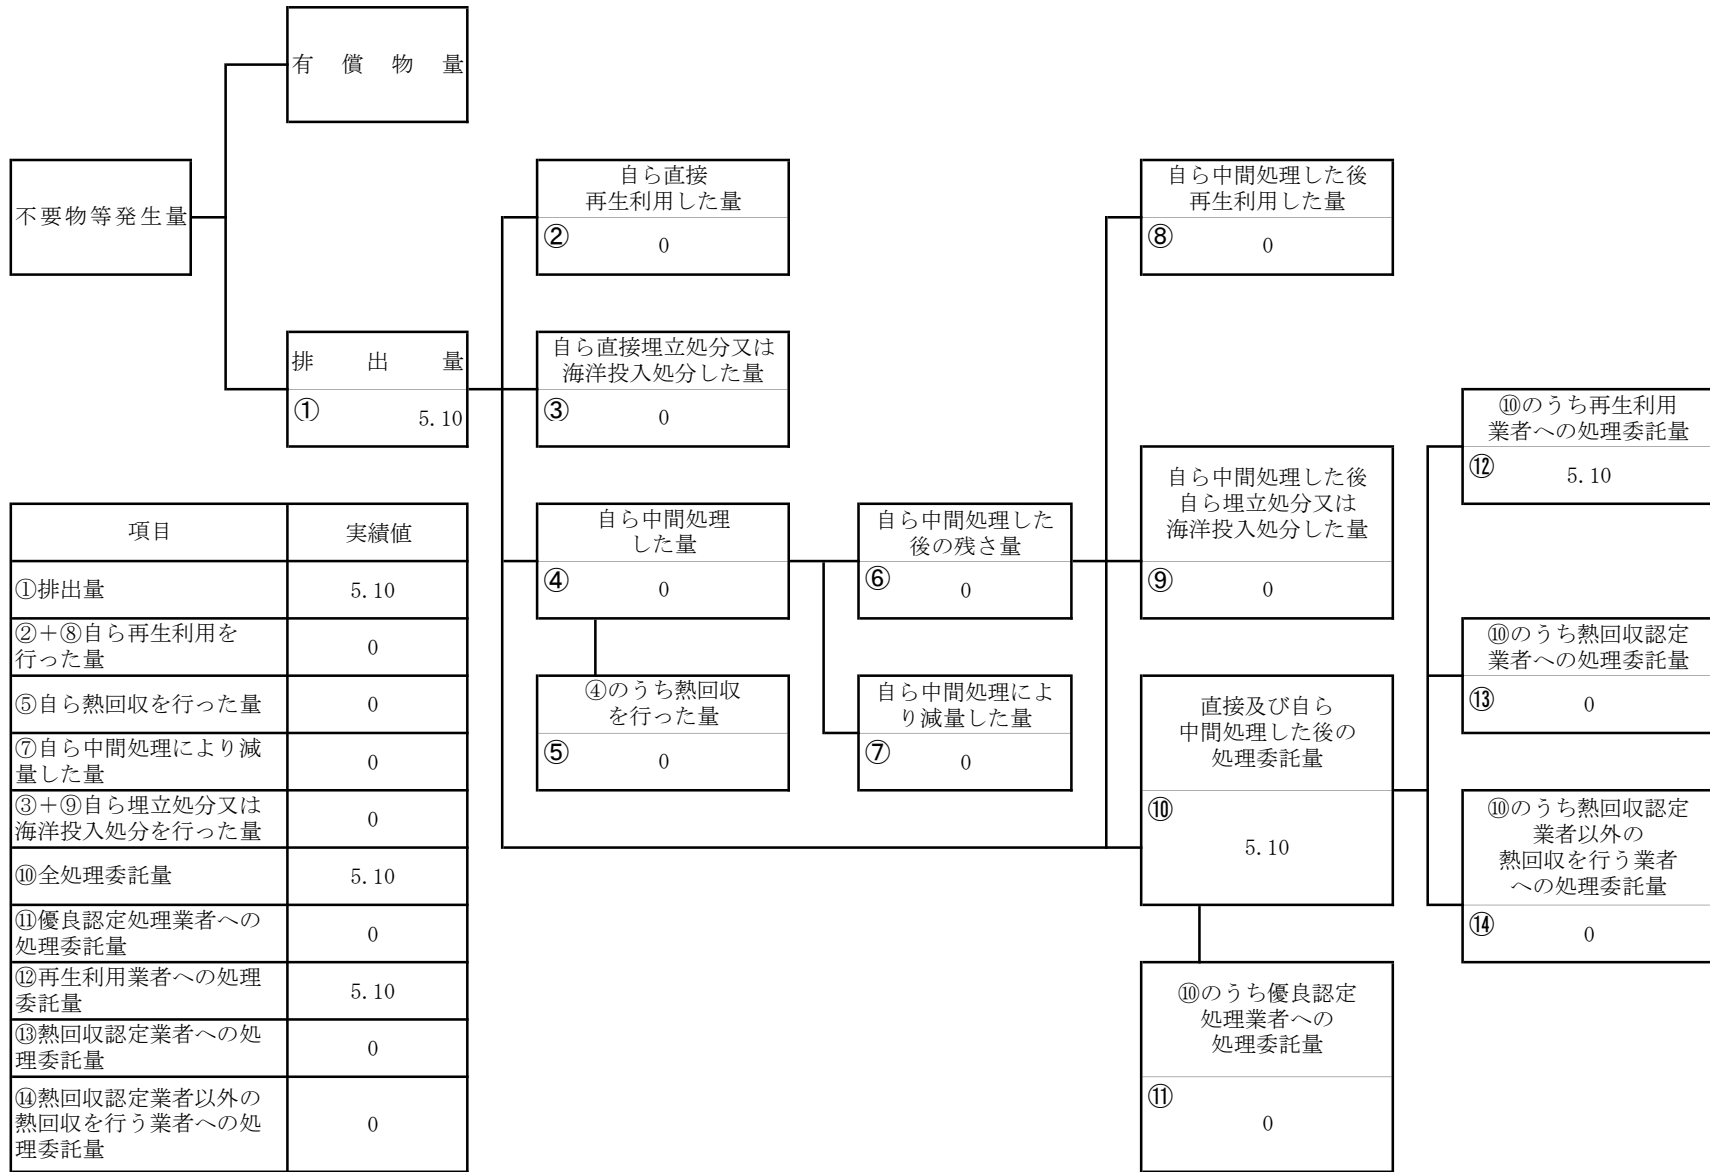 有償物量
不要物等発生量
排出量
① 5.10
自ら直接
再生利用した量
② 0
自ら直接埋立処分又は
海洋投入処分した量
③ 0
自ら中間処理
した量
④ 0
④のうち熱回収
を行った量
⑤ 0
自ら中間処理した
後の残さ量
⑥ 0
自ら中間処理によ
り減量した量
⑦ 0
自ら中間処理した後
再生利用した量
⑧ 0
自ら中間処理した後
自ら埋立処分又は
海洋投入処分した量
⑨ 0
直接及び自ら
中間処理した後の
処理委託量
⑩
5.10
⑩のうち優良認定
処理業者への
処理委託量
⑪
0
⑩のうち再生利用
業者への処理委託量
⑫ 5.10
⑩のうち熱回収認定
業者への処理委託量
⑬ 0
⑩のうち熱回収認定
業者以外の
熱回収を行う業者
への処理委託量
⑭ 0
項目 実績値
①排出量 5.10
②+⑧自ら再生利用を
行った量 0
⑤自ら熱回収を行った量 0
⑦自ら中間処理により減
量した量 0
③+⑨自ら埋立処分又は
海洋投入処分を行った量 0
⑩全処理委託量 5.10
⑪優良認定処理業者への
処理委託量 0
⑫再生利用業者への処理
委託量 5.10
⑬熱回収認定業者への処
理委託量 0
⑭熱回収認定業者以外の
熱回収を行う業者への処
理委託量 0